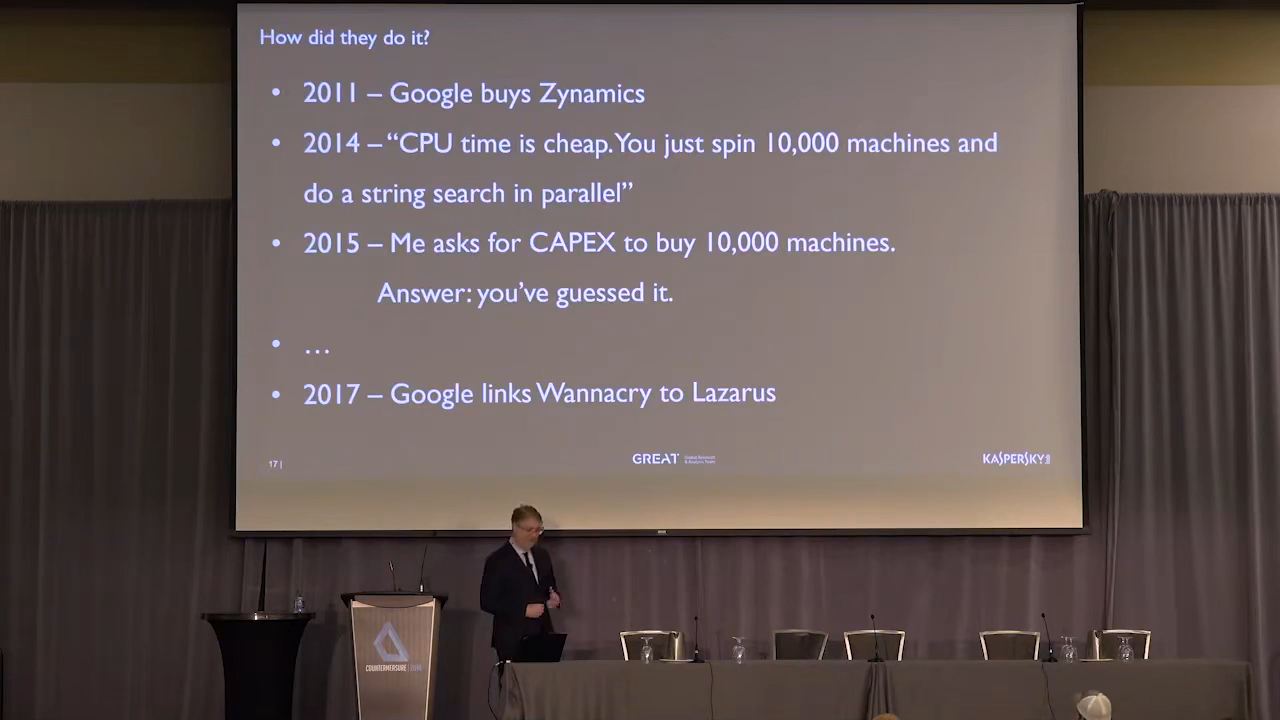 How did they do it?
• 2011 – Google buys Zynamics
• 2014 – “CPU time is cheap. You just spin 10,000 machines and
do a string search in parallel”
• 2015 – Me asks for CAPEX to buy 10,000 machines.
Answer: you’ve guessed it.
• …
• 2017 – Google links Wannacry to Lazarus
17 |
GREAT
KASPERSKY
COUNTERMEASURE